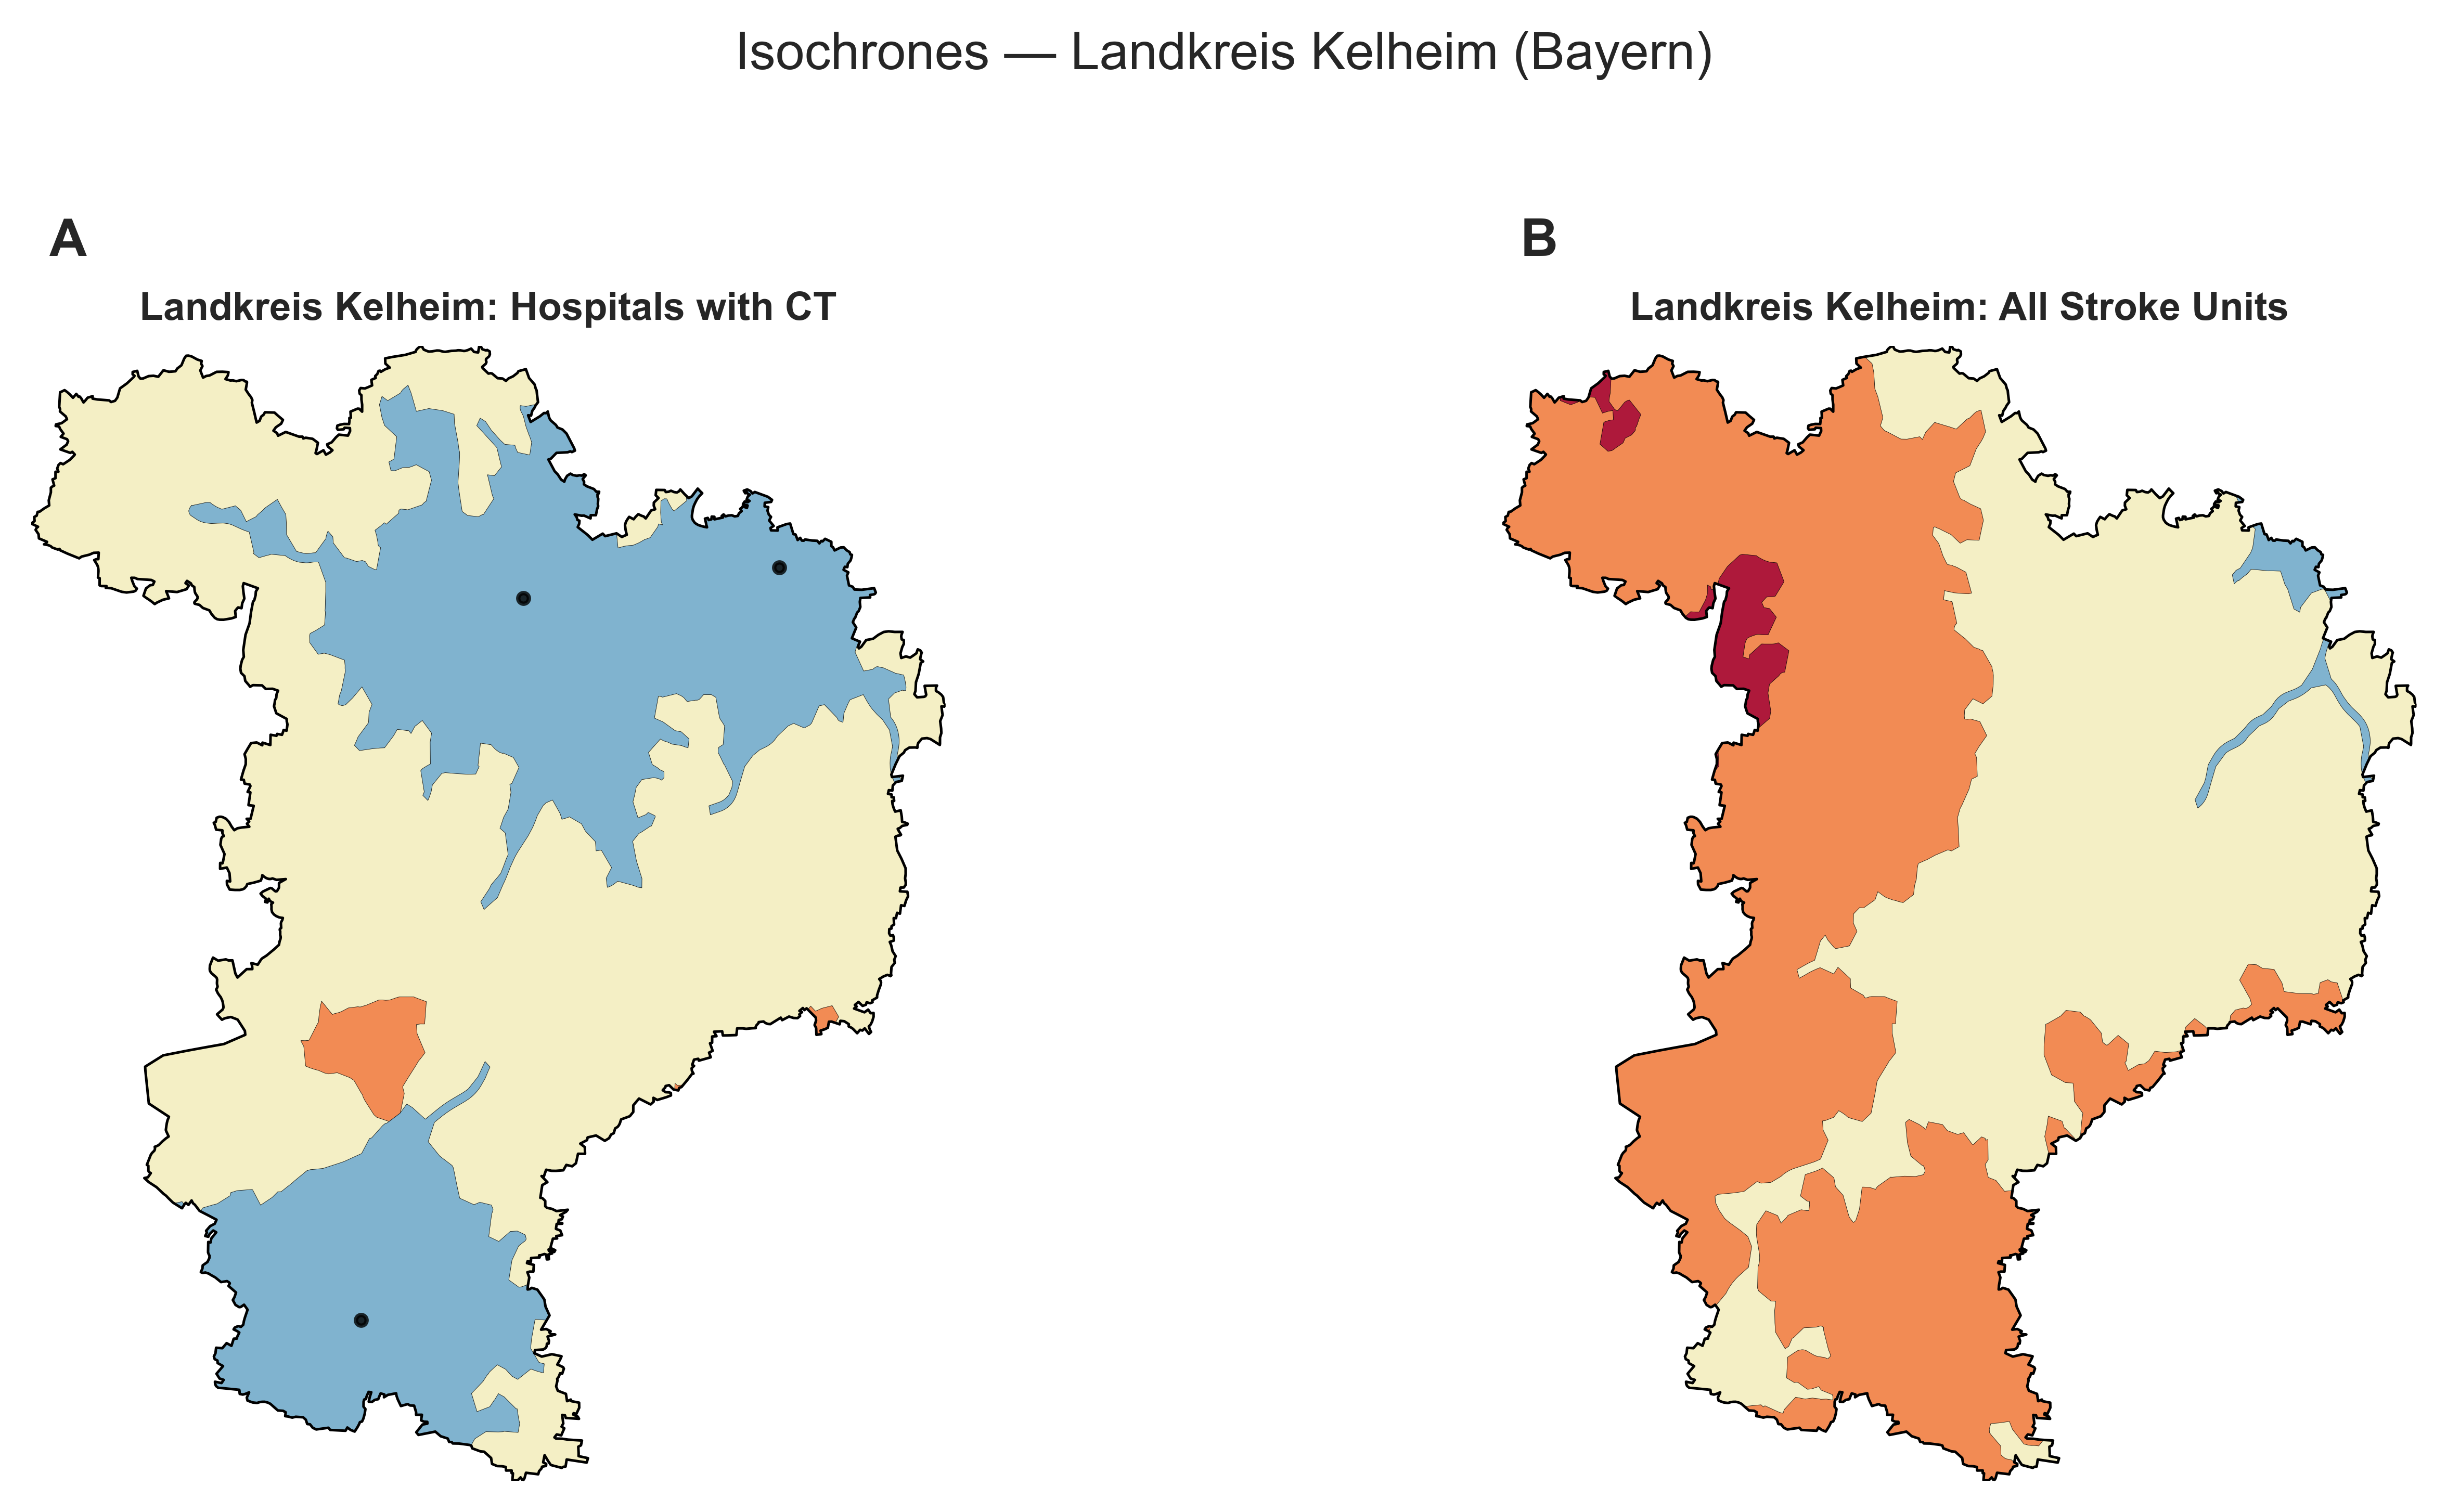 Isochrones — Landkreis Kelheim (Bayern)
A
Landkreis Kelheim: Hospitals with CT
B
Landkreis Kelheim: All Stroke Units